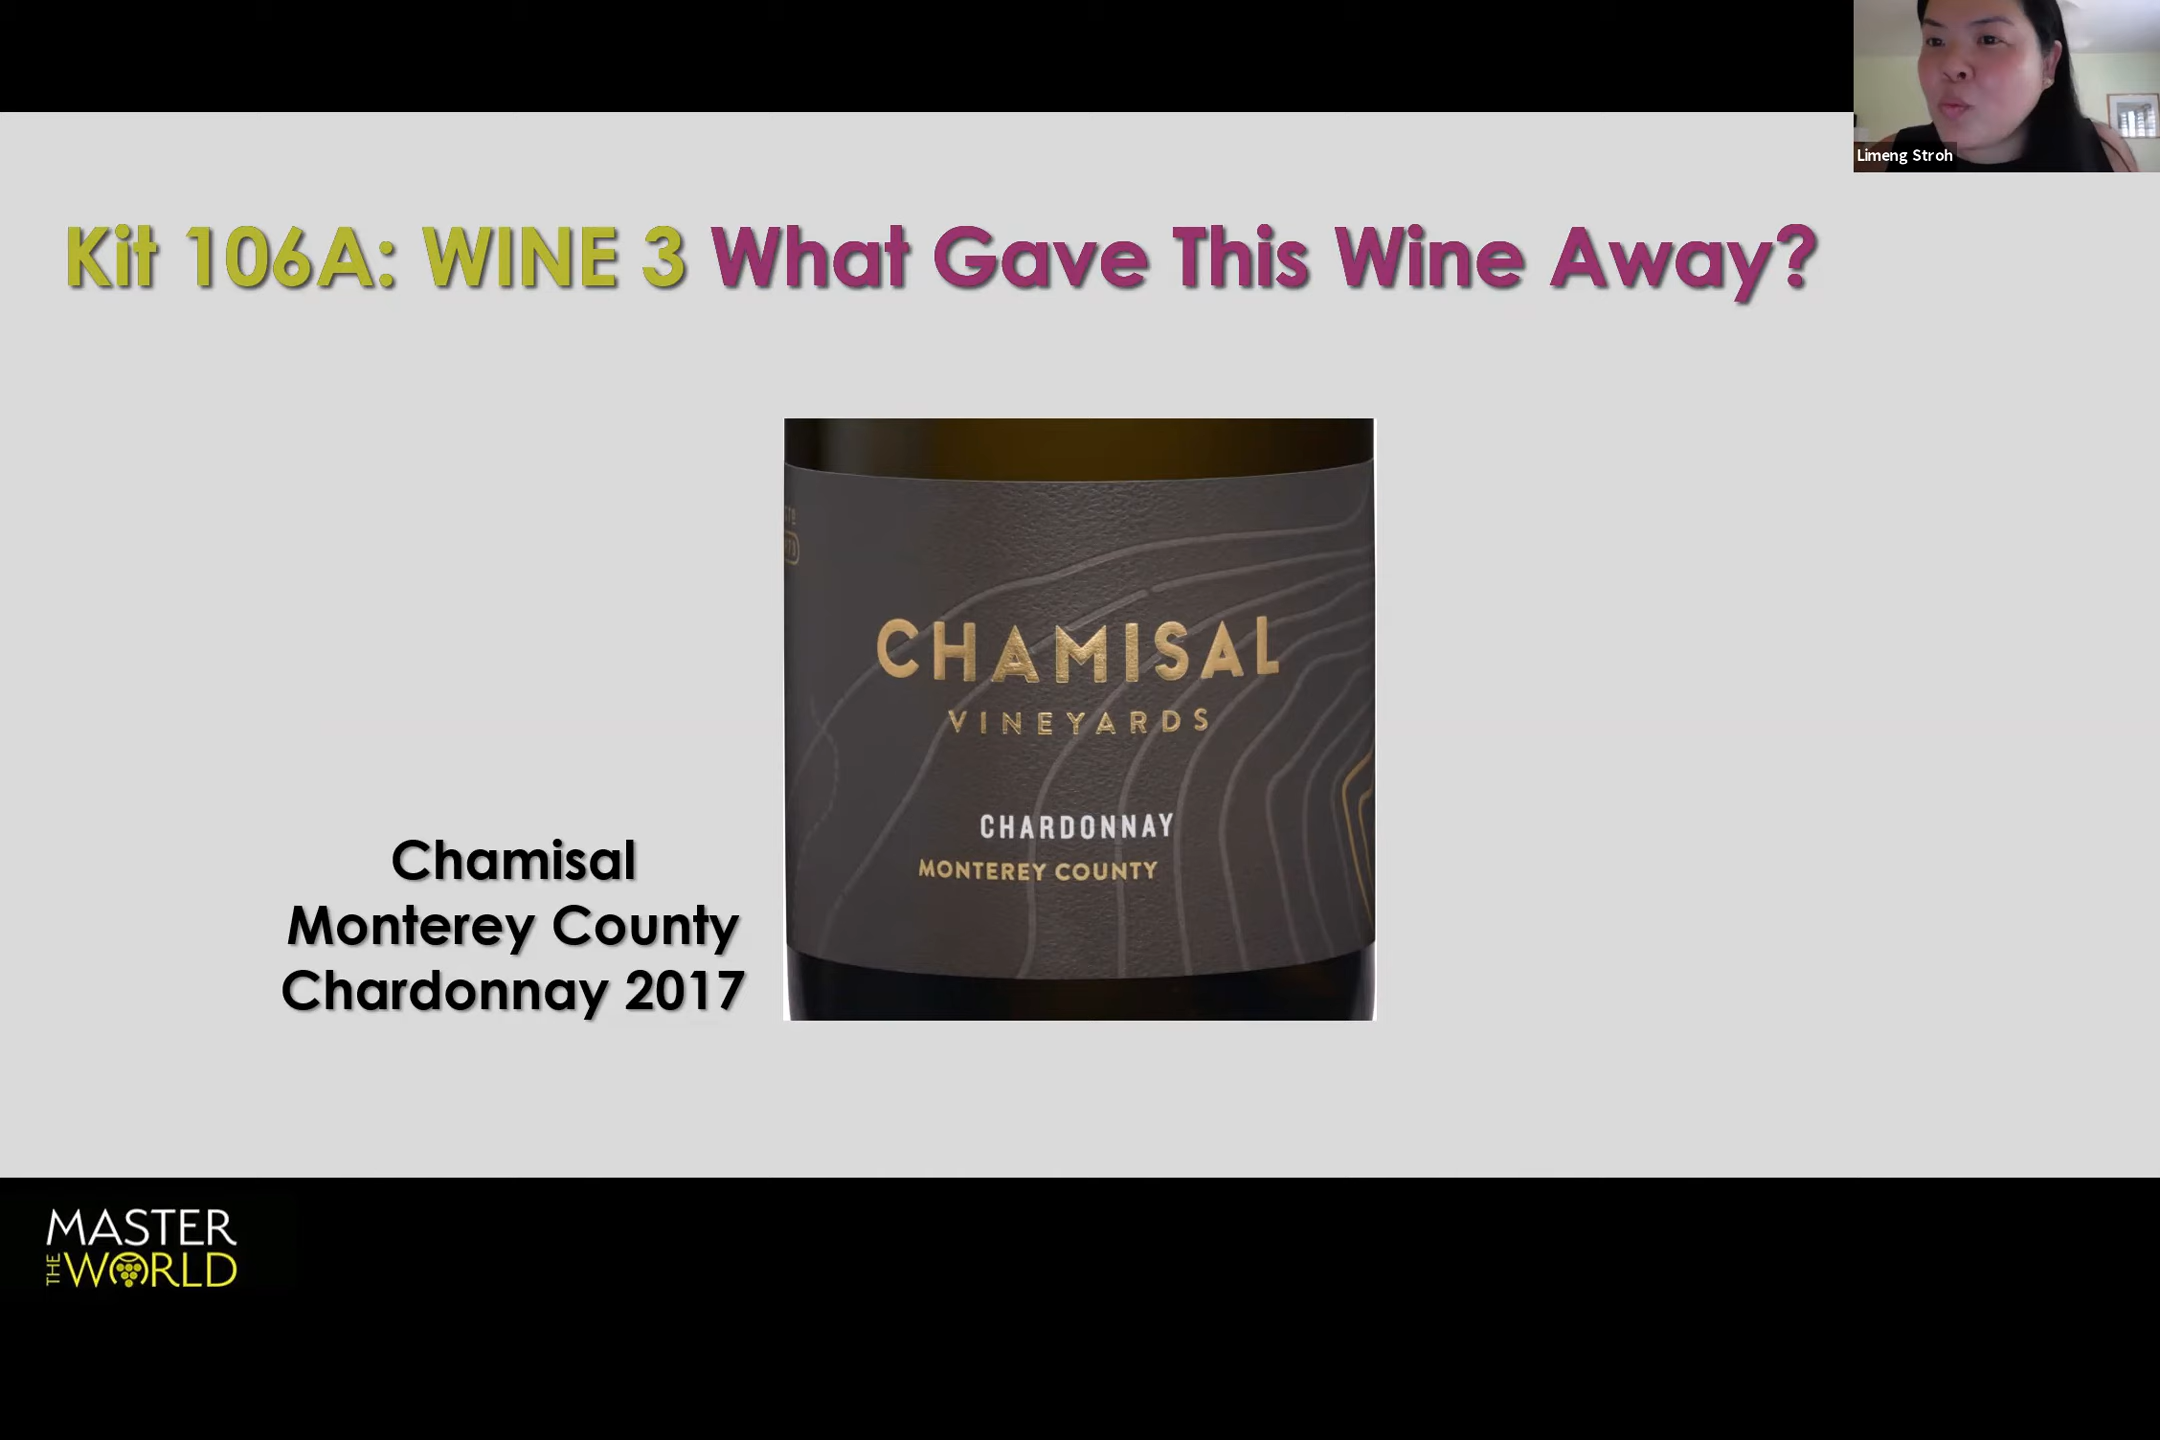 Limeng Stroh
Kit 106A: WINE 3 What Gave This Wine Away?
CHAMISAL
VINEYARDS
CHARDONNAY
MONTEREY COUNTY
Chamisal
Monterey County
Chardonnay 2017
MASTER
THE WORLD